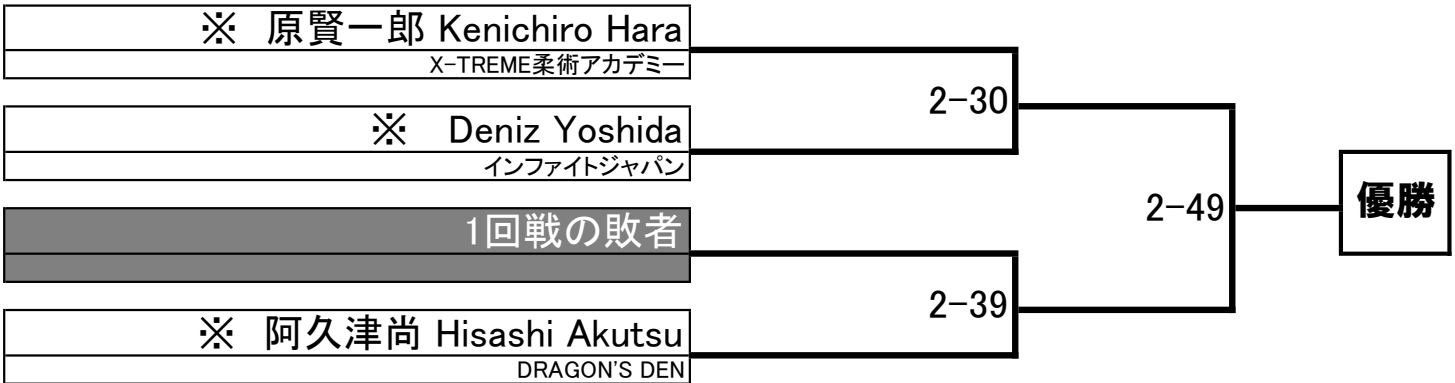 ※ 原賢一郎 Kenichiro Hara
X-TREME柔術アカデミー
2-30
※ Deniz Yoshida
インファイトジャパン
2-49
優勝
1回戦の敗者
2-39
※ 阿久津尚 Hisashi Akutsu
DRAGON'S DEN